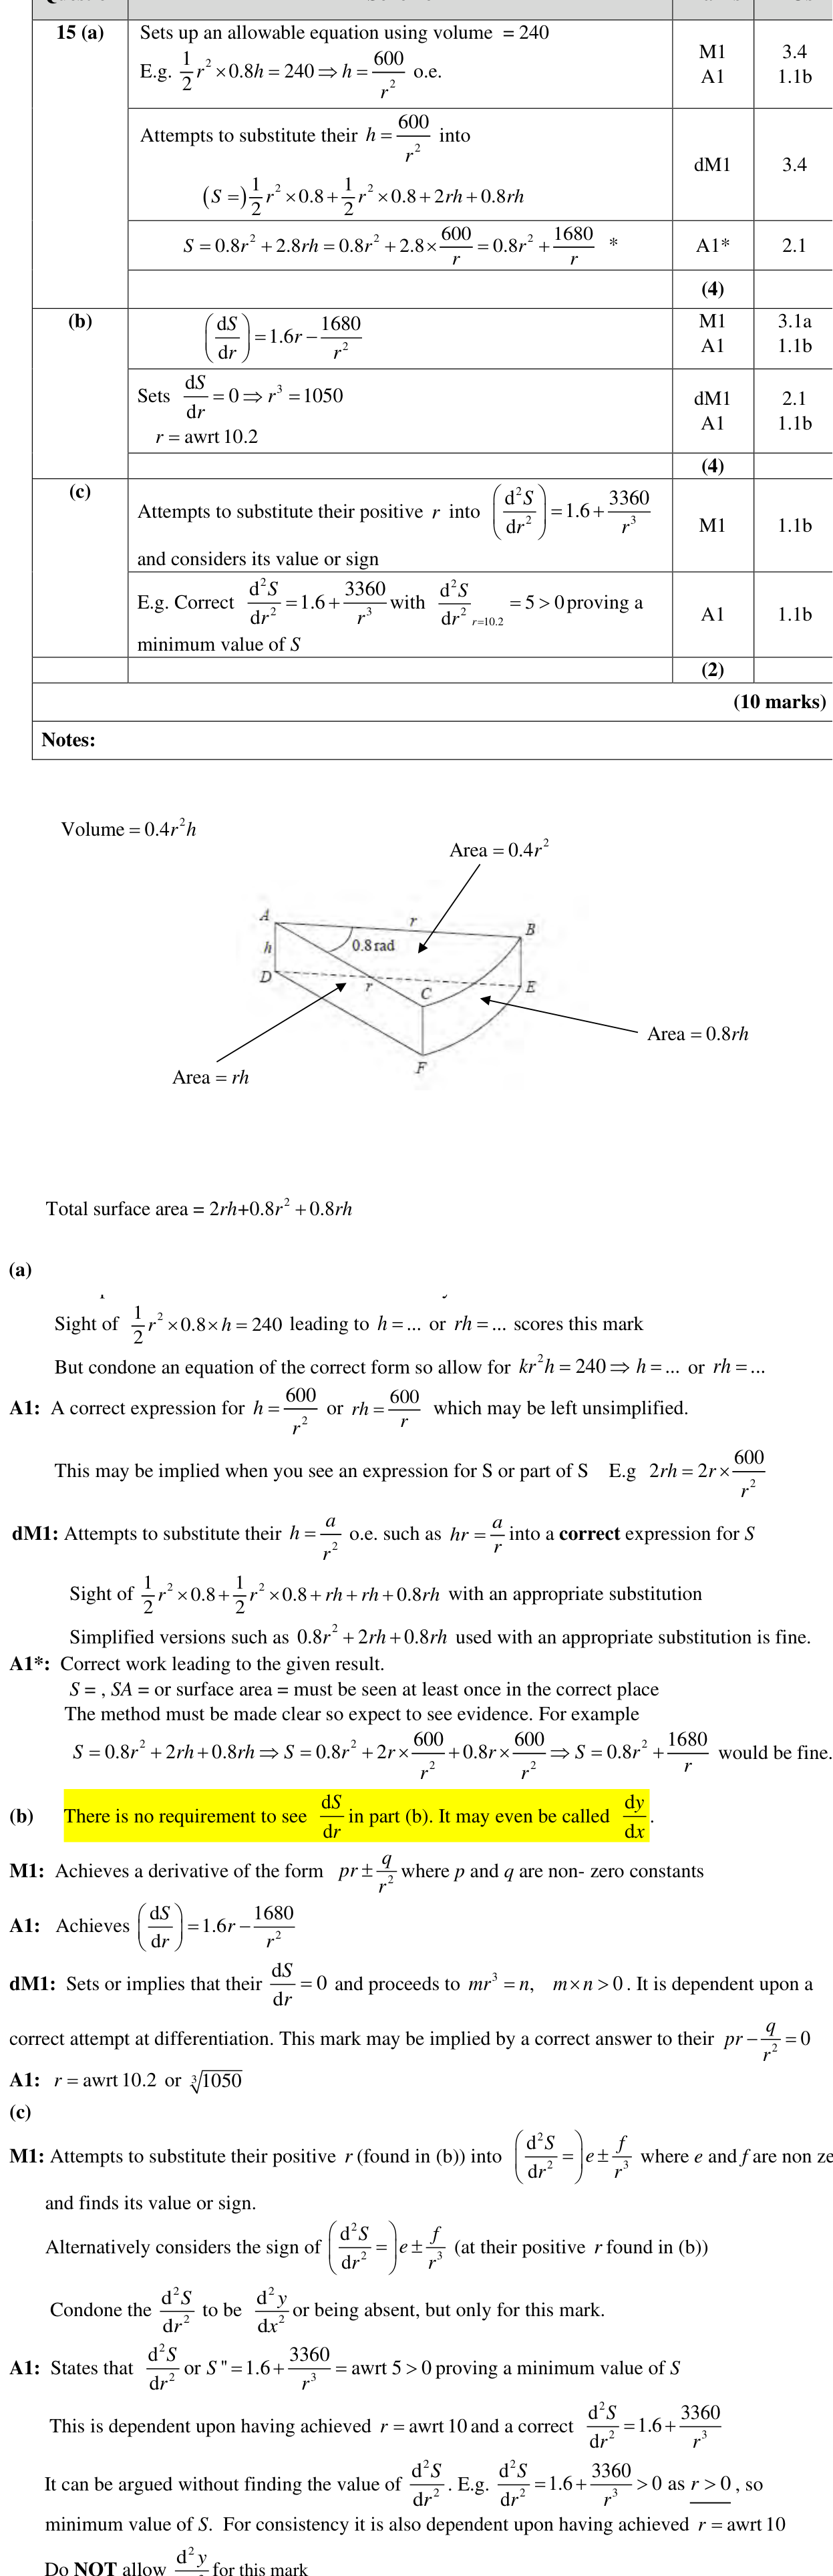 15 (a) Sets up an allowable equation using volume = 240
E.g. 1/2 r² × 0.8h = 240 ⇒ h = 600/r² o.e.
M1 3.4
A1 1.1b
Attempts to substitute their h = 600/r² into
(S =) 1/2 r² × 0.8 + 1/2 r² × 0.8 + 2rh + 0.8rh
dM1 3.4
S = 0.8r² + 2.8rh = 0.8r² + 2.8 × 600/r = 0.8r² + 1680/r *
A1* 2.1
(4)
(b) (dS/dr) = 1.6r − 1680/r²
M1 3.1a
A1 1.1b
Sets dS/dr = 0 ⇒ r³ = 1050
r = awrt 10.2
dM1 2.1
A1 1.1b
(4)
(c) Attempts to substitute their positive r into (d²S/dr²) = 1.6 + 3360/r³
and considers its value or sign
M1 1.1b
E.g. Correct d²S/dr² = 1.6 + 3360/r³ with d²S/dr² r=10.2 = 5 > 0 proving a
minimum value of S
A1 1.1b
(2)
(10 marks)
Notes:
Volume = 0.4r²h
Area = 0.4r²
A
r
B
h
0.8 rad
D
r
C
E
Area = 0.8rh
F
Area = rh
Total surface area = 2rh+0.8r² + 0.8rh
(a)
Sight of 1/2 r² × 0.8 × h = 240 leading to h = ... or rh = ... scores this mark
But condone an equation of the correct form so allow for kr²h = 240 ⇒ h = ... or rh = ...
A1: A correct expression for h = 600/r² or rh = 600/r which may be left unsimplified.
This may be implied when you see an expression for S or part of S E.g 2rh = 2r × 600/r²
dM1: Attempts to substitute their h = a/r² o.e. such as hr = a/r into a correct expression for S
Sight of 1/2 r² × 0.8 + 1/2 r² × 0.8 + rh + rh + 0.8rh with an appropriate substitution
Simplified versions such as 0.8r² + 2rh + 0.8rh used with an appropriate substitution is fine.
A1*: Correct work leading to the given result.
S = , SA = or surface area = must be seen at least once in the correct place
The method must be made clear so expect to see evidence. For example
S = 0.8r² + 2rh + 0.8rh ⇒ S = 0.8r² + 2r × 600/r² + 0.8r × 600/r² ⇒ S = 0.8r² + 1680/r would be fine.
(b) There is no requirement to see dS/dr in part (b). It may even be called dy/dx.
M1: Achieves a derivative of the form pr ± q/r² where p and q are non- zero constants
A1: Achieves (dS/dr) = 1.6r − 1680/r²
dM1: Sets or implies that their dS/dr = 0 and proceeds to mr³ = n, m × n > 0. It is dependent upon a
correct attempt at differentiation. This mark may be implied by a correct answer to their pr − q/r² = 0
A1: r = awrt 10.2 or ∛1050
(c)
M1: Attempts to substitute their positive r (found in (b)) into (d²S/dr² =) e ± f/r³ where e and f are non ze
and finds its value or sign.
Alternatively considers the sign of (d²S/dr² =) e ± f/r³ (at their positive r found in (b))
Condone the d²S/dr² to be d²y/dx² or being absent, but only for this mark.
A1: States that d²S/dr² or S'' = 1.6 + 3360/r³ = awrt 5 > 0 proving a minimum value of S
This is dependent upon having achieved r = awrt 10 and a correct d²S/dr² = 1.6 + 3360/r³
It can be argued without finding the value of d²S/dr². E.g. d²S/dr² = 1.6 + 3360/r³ > 0 as r > 0, so
minimum value of S. For consistency it is also dependent upon having achieved r = awrt 10
Do NOT allow d²y for this mark